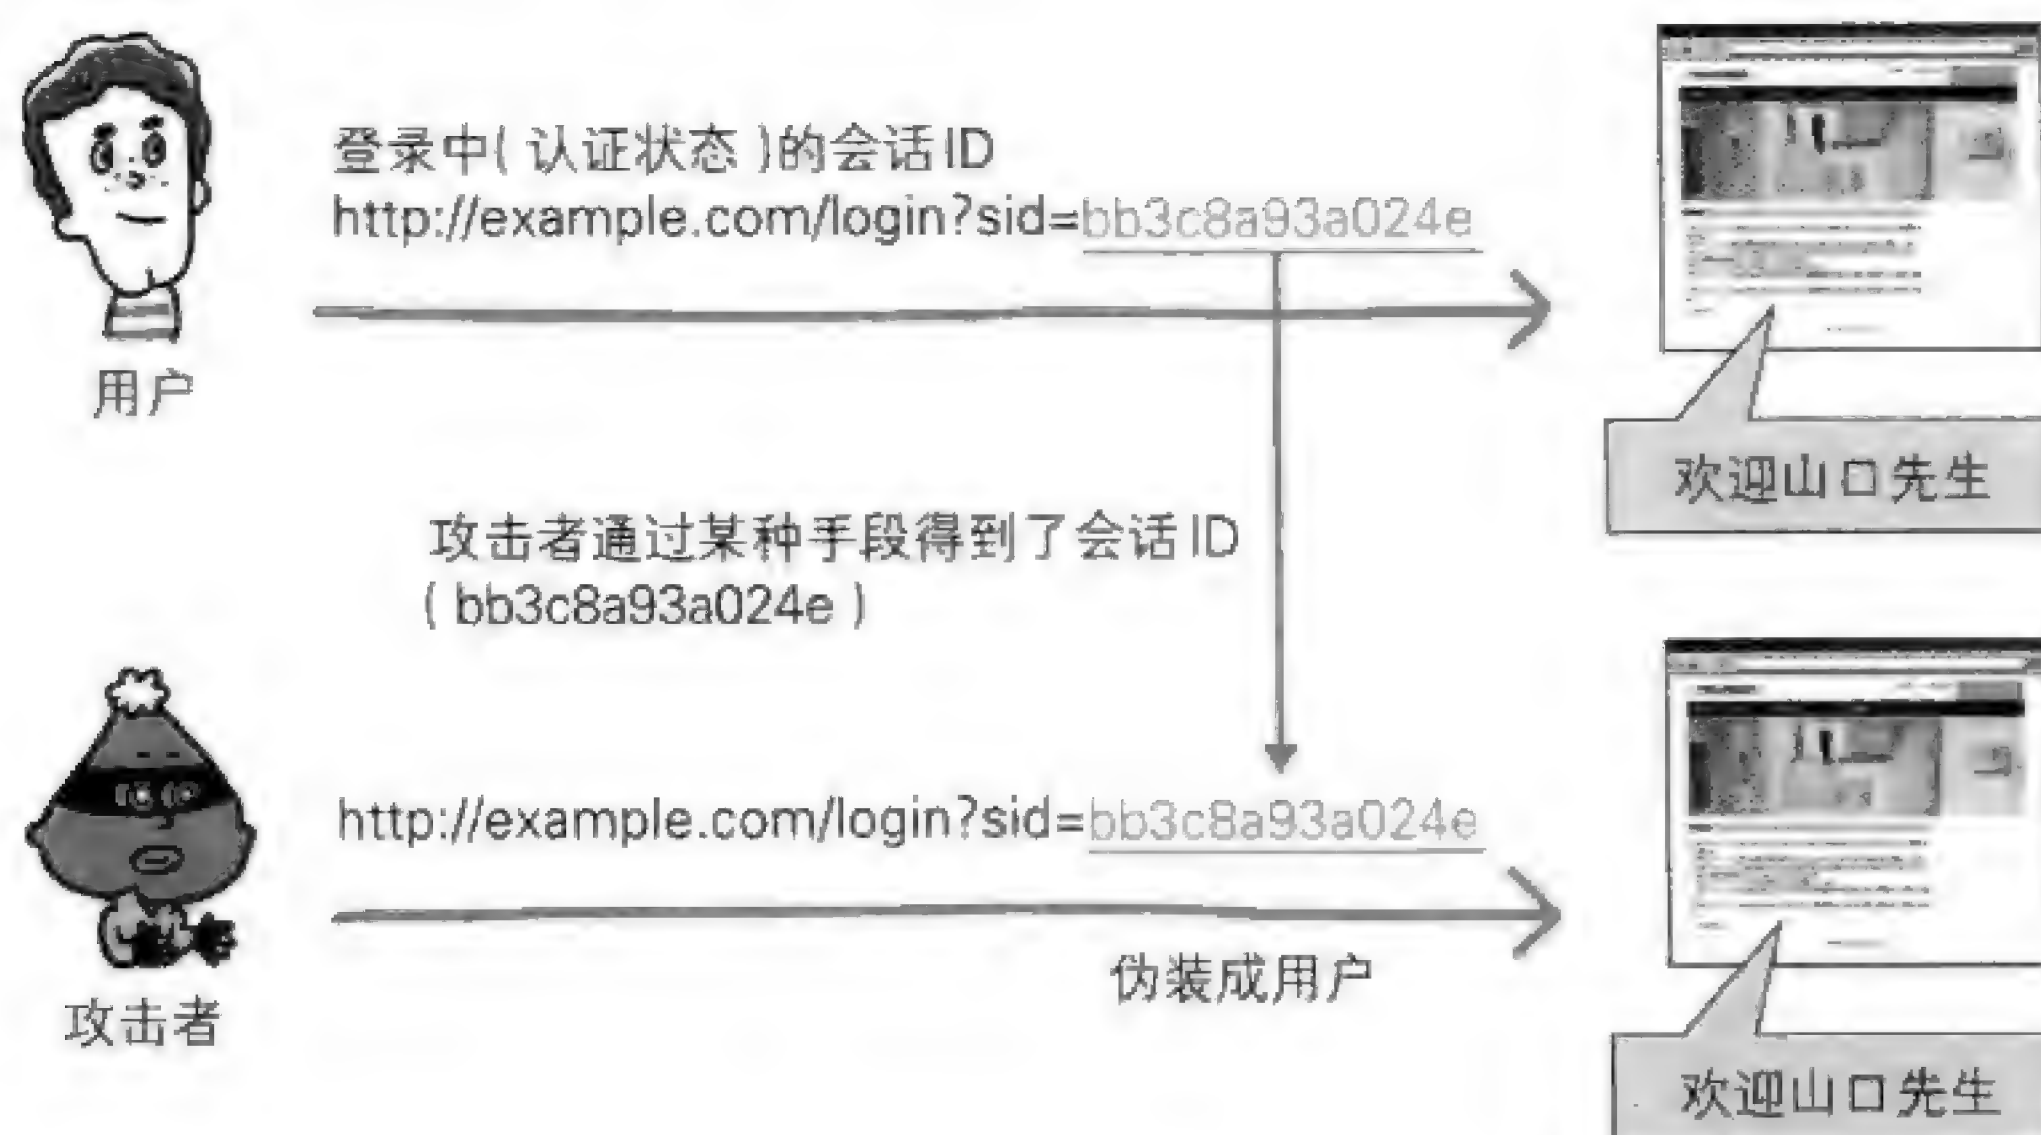 登录中( 认证状态 )的会话ID
http://example.com/login?sid=bb3c8a93a024e
用户
欢迎山口先生
攻击者通过某种手段得到了会话ID
( bb3c8a93a024e )
http://example.com/login?sid=bb3c8a93a024e
伪装成用户
攻击者
欢迎山口先生